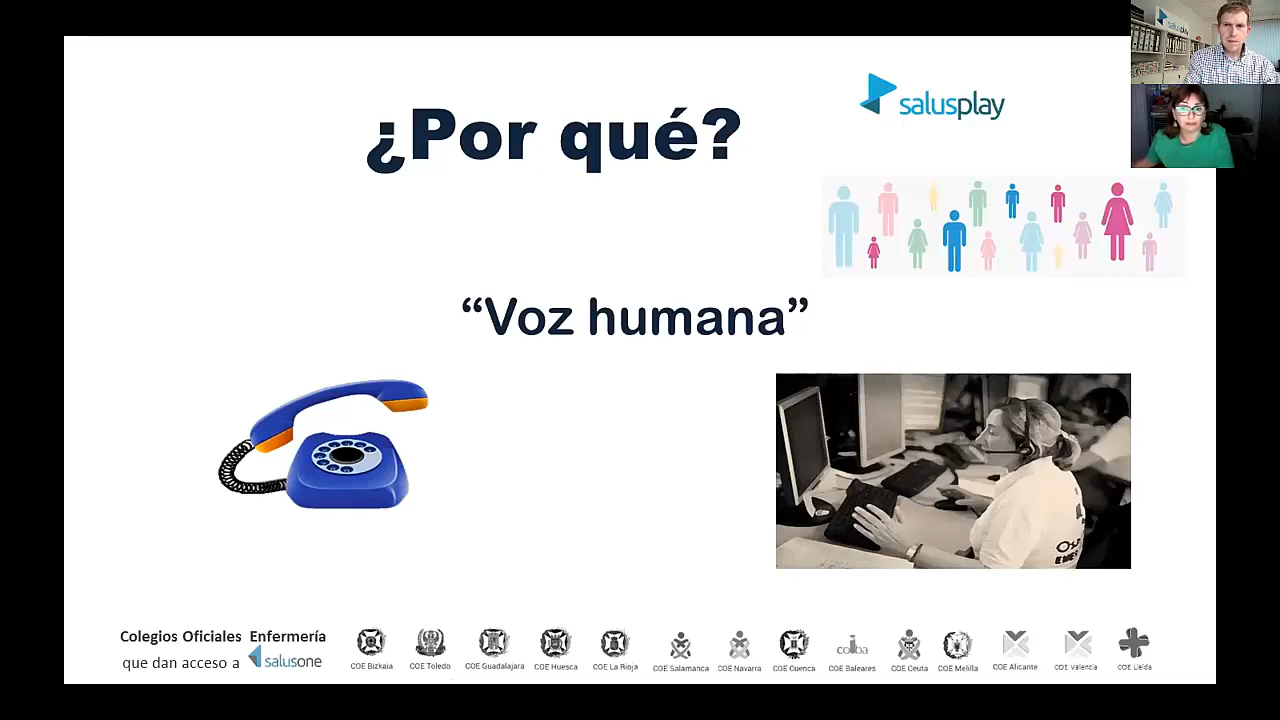 salusplay
¿Por qué?
salusplay
“Voz humana”
Colegios Oficiales Enfermería
que dan acceso a salusone
COE Bizkaia
COE Toledo
COE Guadalajara
COE Huesca
COE La Rioja
COE Salamanca
COE Navarra
COE Cuenca
COE Baleares
COE Ceuta
COE Melilla
COE Alicante
COE Valencia
COE Lleida